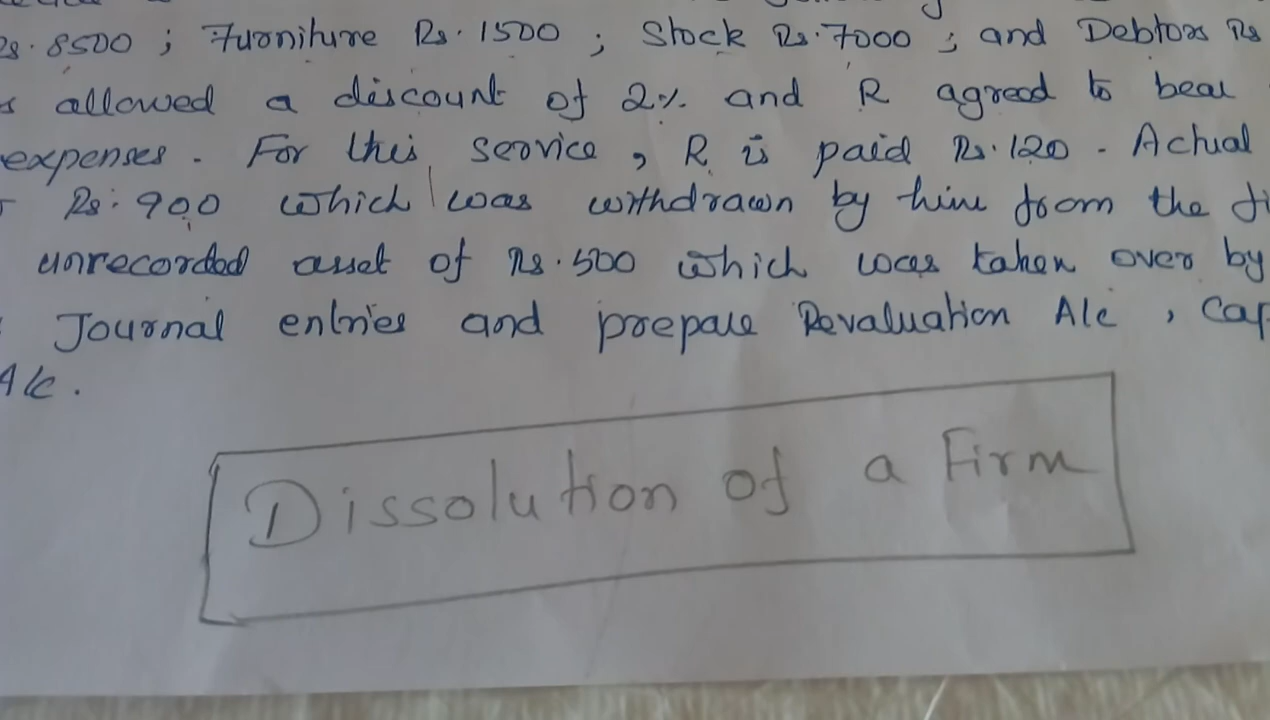 Rs. 8500 ; Furniture Rs. 1500 ; Stock Rs. 7000 ; and Debtors Rs
allowed a discount of 2% and R agreed to bear
expenses. For this service, R is paid Rs. 120. Actual
Rs. 900 which was withdrawn by him from the
unrecorded asset of Rs. 500 which was taken over by
Journal entries and prepare Revaluation A/c , Cap
A/c.
Dissolution of a Firm